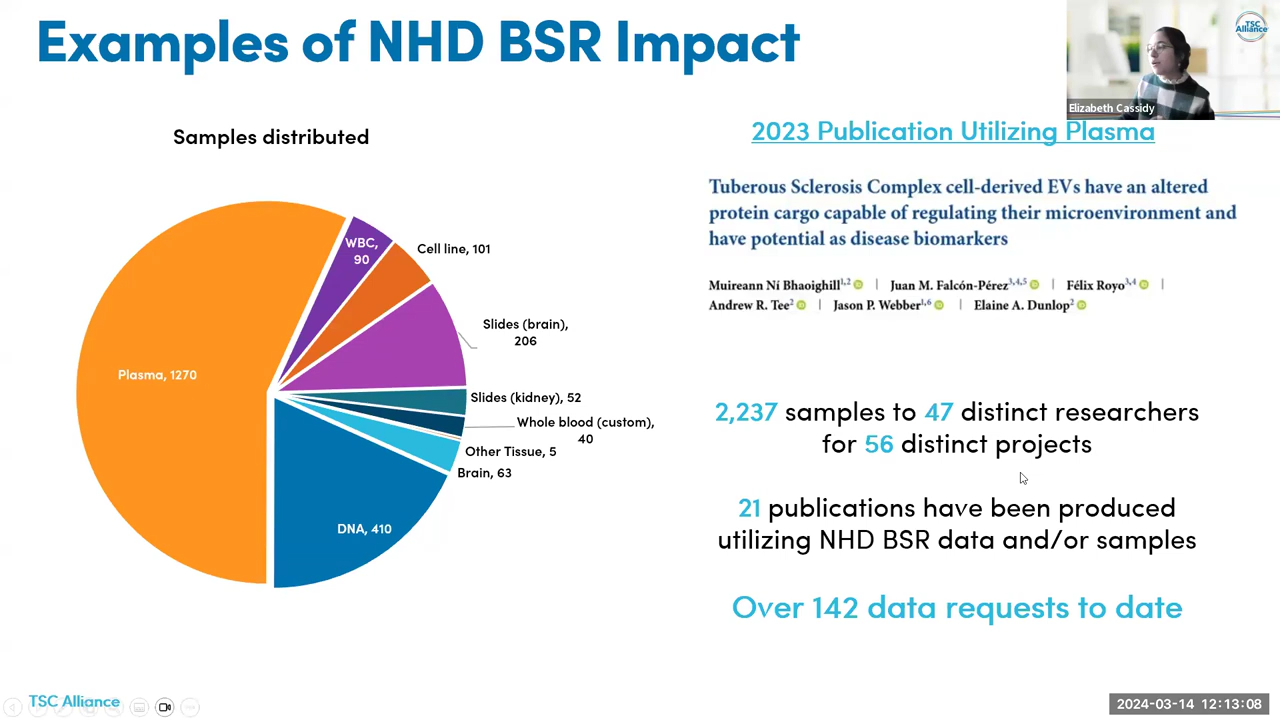 Examples of NHD BSR Impact
TSC
Alliance
Elizabeth Cassidy
Samples distributed
WBC,
90
Cell line, 101
Slides (brain),
206
Plasma, 1270
Slides (kidney), 52
Whole blood (custom),
40
Other Tissue, 5
Brain, 63
DNA, 410
2023 Publication Utilizing Plasma
Tuberous Sclerosis Complex cell-derived EVs have an altered
protein cargo capable of regulating their microenvironment and
have potential as disease biomarkers
Muireann Ní Bhaoighill1,2 | Juan M. Falcón-Pérez3,4,5 | Félix Royo3,4 |
Andrew R. Tee2 | Jason P. Webber1,6 | Elaine A. Dunlop2
2,237 samples to 47 distinct researchers
for 56 distinct projects
21 publications have been produced
utilizing NHD BSR data and/or samples
Over 142 data requests to date
TSC Alliance
2024-03-14 12:13:08